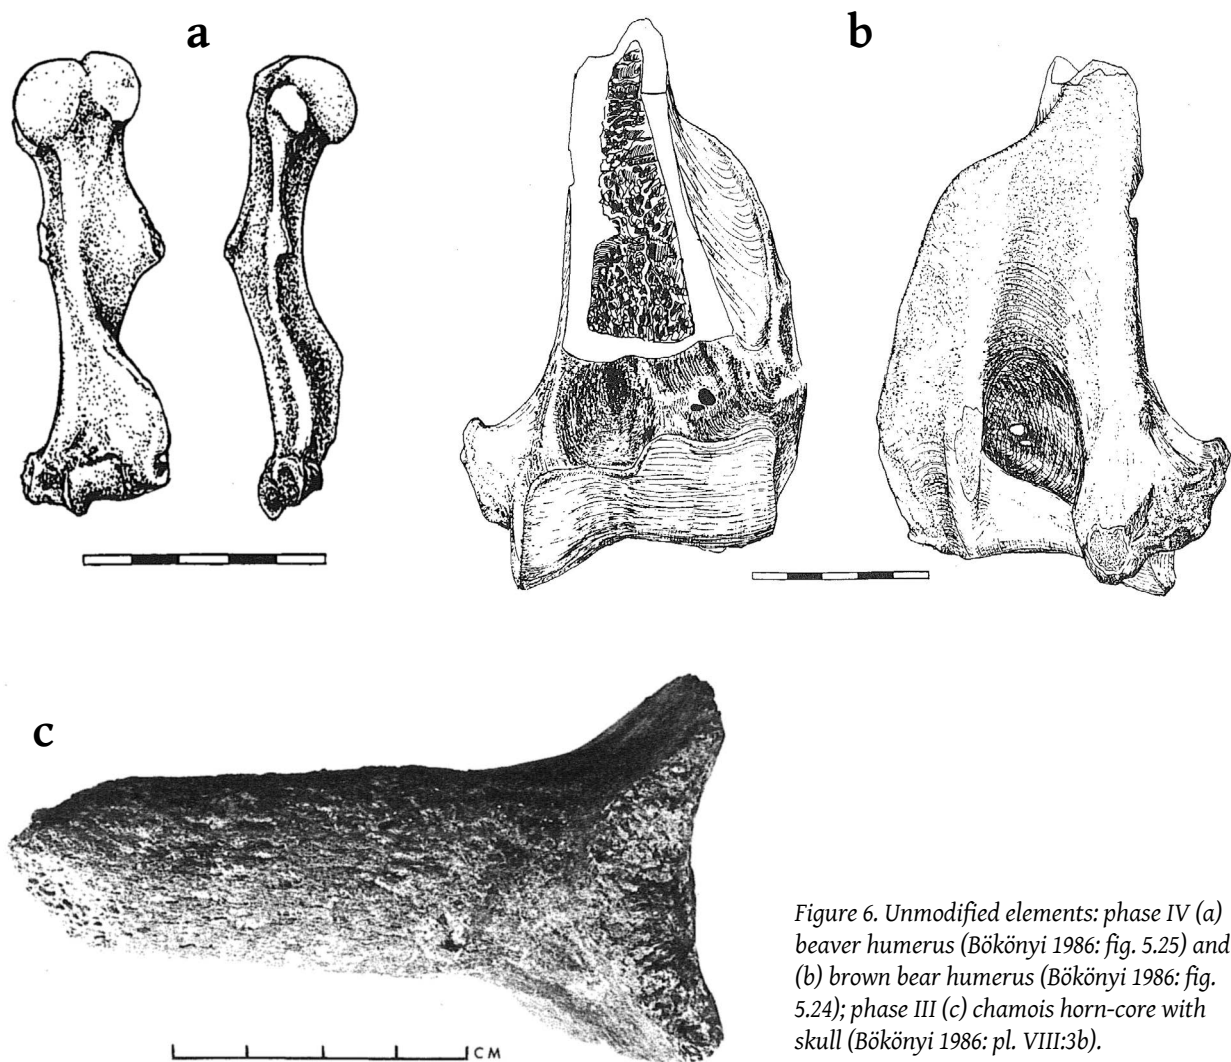 a
b
c
CM
Figure 6. Unmodified elements: phase IV (a)
beaver humerus (Bökönyi 1986: fig. 5.25) and
(b) brown bear humerus (Bökönyi 1986: fig.
5.24); phase III (c) chamois horn-core with
skull (Bökönyi 1986: pl. VIII:3b).